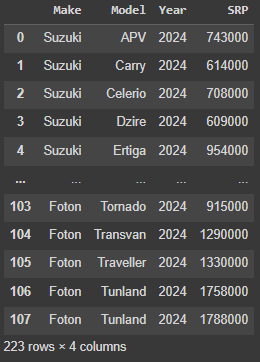 Make Model Year SRP
0 Suzuki APV 2024 743000
1 Suzuki Carry 2024 614000
2 Suzuki Celerio 2024 708000
3 Suzuki Dzire 2024 609000
4 Suzuki Ertiga 2024 954000
... ... ... ... ...
103 Foton Tornado 2024 915000
104 Foton Transvan 2024 1290000
105 Foton Traveller 2024 1330000
106 Foton Tunland 2024 1758000
107 Foton Tunland 2024 1788000
223 rows × 4 columns